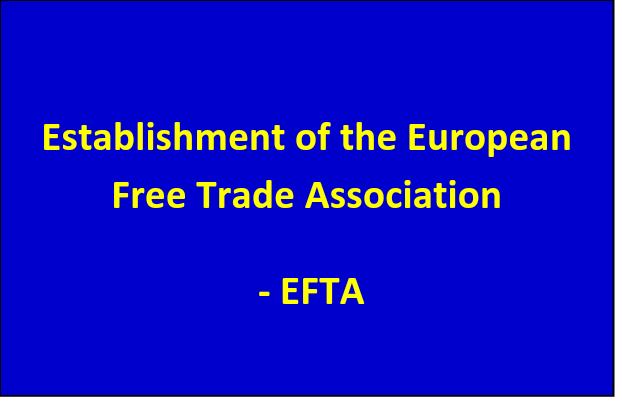 Establishment of the European
Free Trade Association
- EFTA